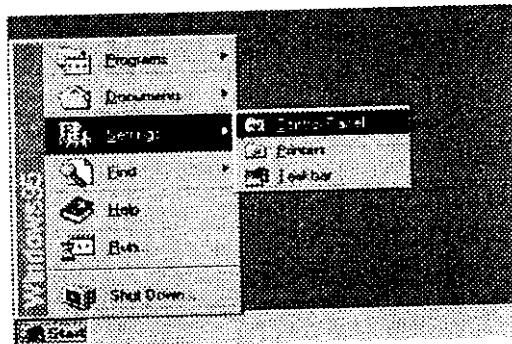 Programs
Documents
Settings
Control Panel
Find
Printers
Taskbar
Help
Run...
Shut Down...
Windows 95
Start